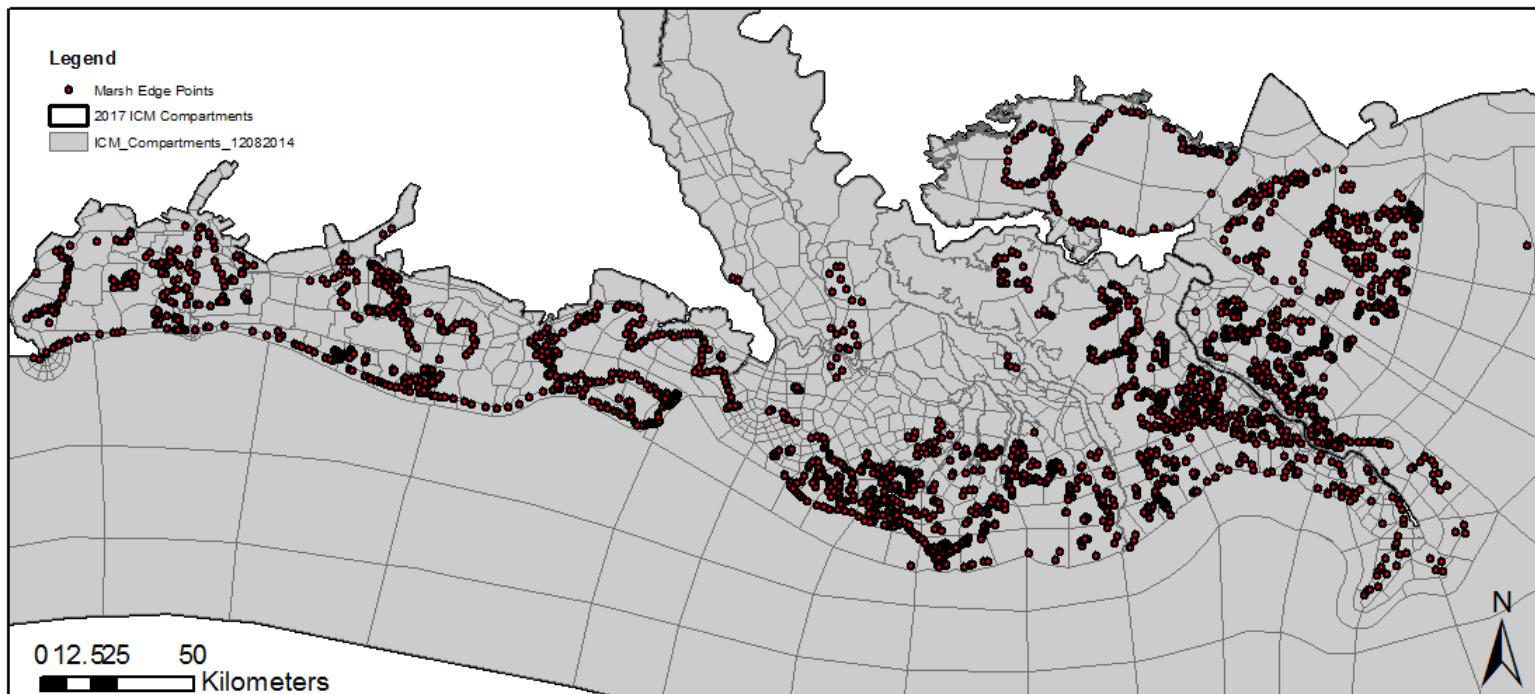 Legend
Marsh Edge Points
2017 ICM Compartments
ICM_Compartments_12082014
N
0 12.525 50
Kilometers